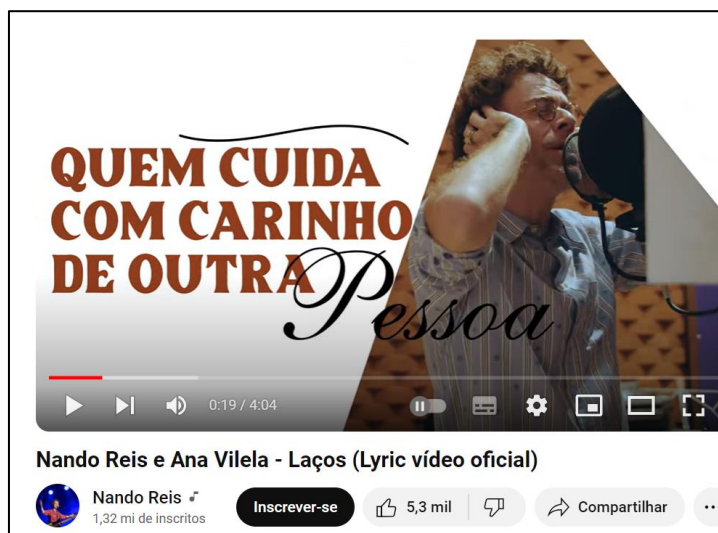 QUEM CUIDA
COM CARINHO
DE OUTRA
Pessoa
0:19 / 4:04
Nando Reis e Ana Vilela - Laços (Lyric vídeo oficial)
Nando Reis
1,32 mi de inscritos
Inscrever-se
5,3 mil
Compartilhar